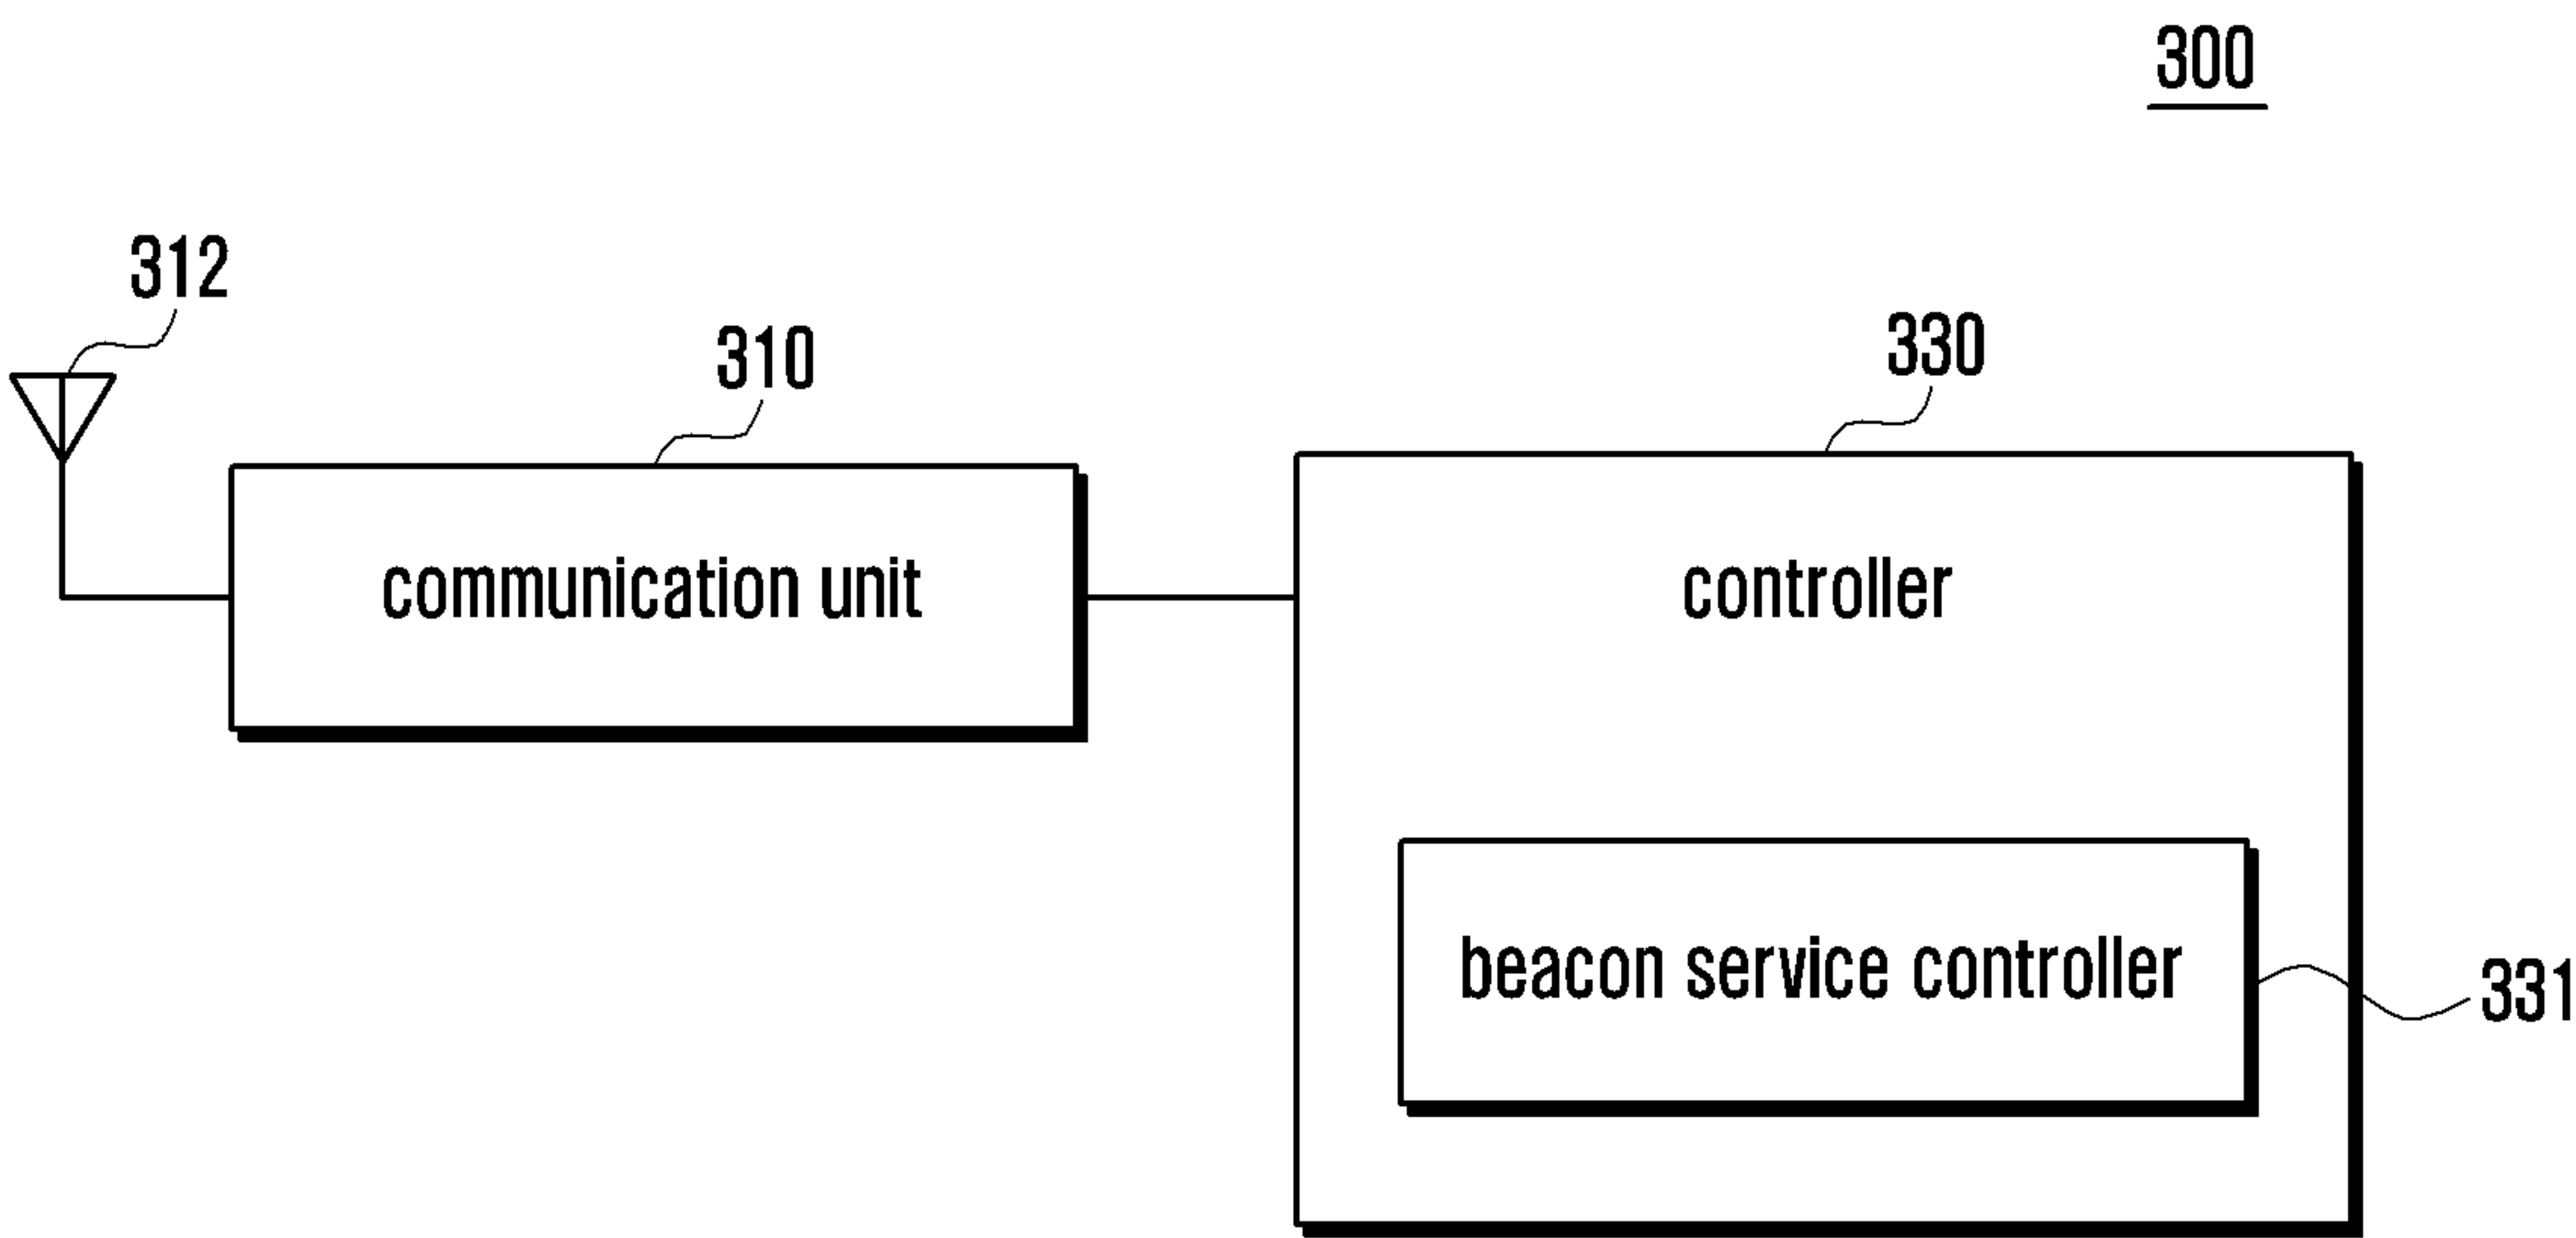 300
312
310
330
communication unit
controller
beacon service controller
331